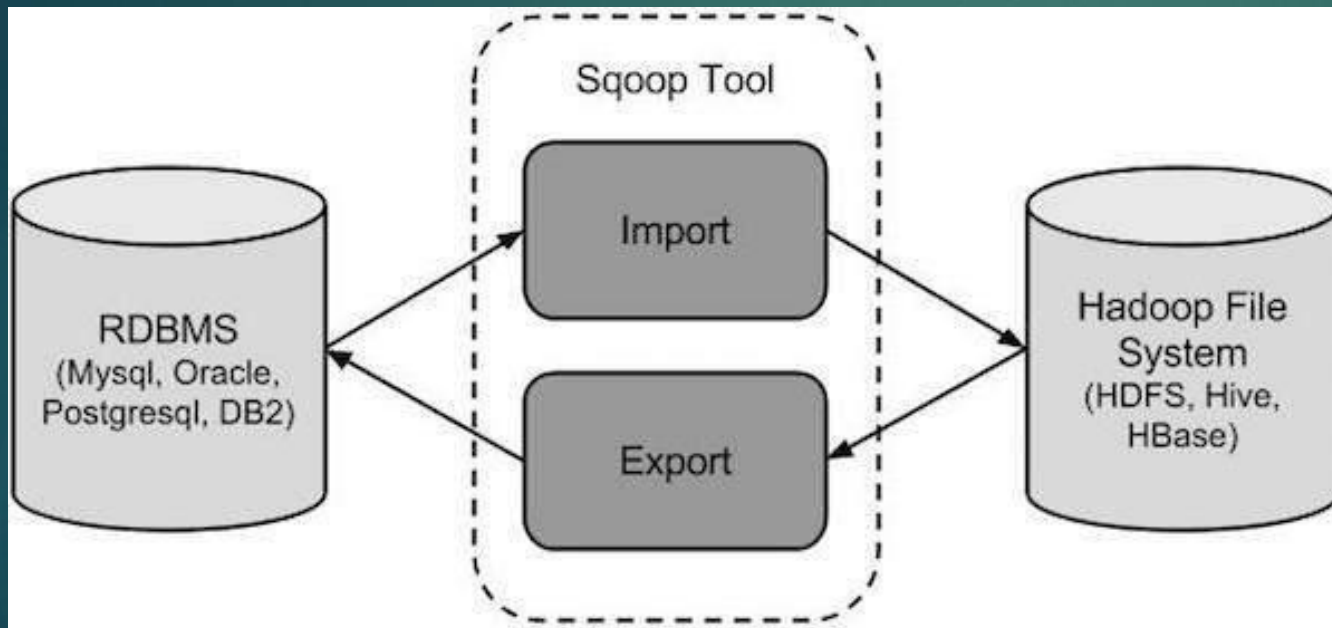 Sqoop Tool
Import
RDBMS
(Mysql, Oracle,
Postgresql, DB2)
Hadoop File
System
(HDFS, Hive,
HBase)
Export